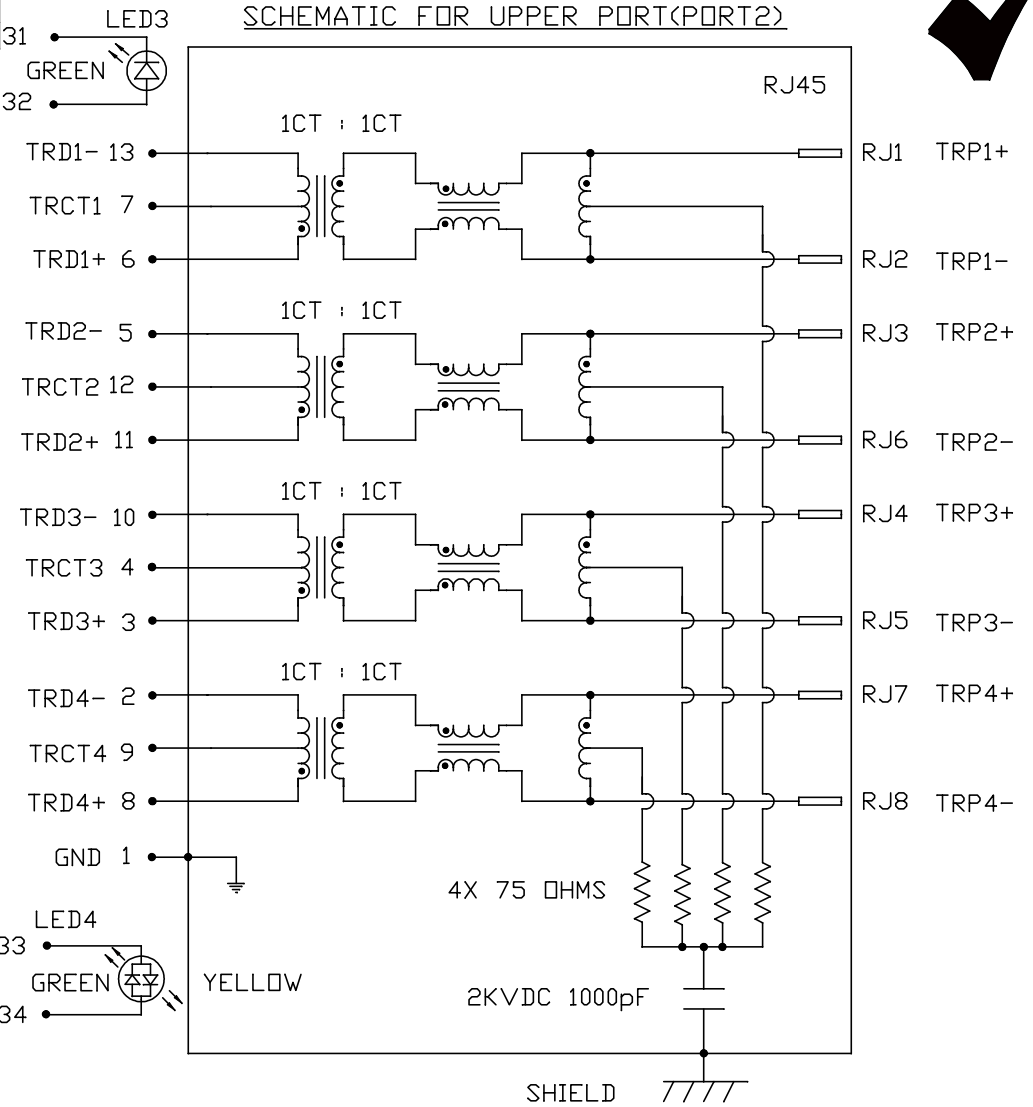 SCHEMATIC FOR UPPER PORT(PORT2)
LED3
31
GREEN
32
RJ45
1CT : 1CT
TRD1- 13
RJ1 TRP1+
TRCT1 7
TRD1+ 6
RJ2 TRP1-
1CT : 1CT
TRD2- 5
RJ3 TRP2+
TRCT2 12
TRD2+ 11
RJ6 TRP2-
1CT : 1CT
TRD3- 10
RJ4 TRP3+
TRCT3 4
TRD3+ 3
RJ5 TRP3-
1CT : 1CT
TRD4- 2
RJ7 TRP4+
TRCT4 9
TRD4+ 8
RJ8 TRP4-
GND 1
4X 75 OHMS
LED4
33
GREEN
YELLOW
34
2KVDC 1000pF
SHIELD